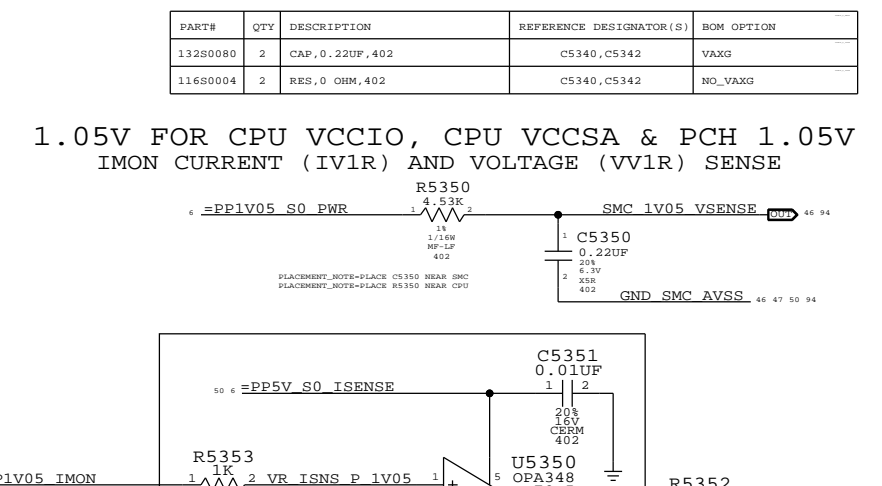 PART# QTY DESCRIPTION REFERENCE DESIGNATOR(S) BOM OPTION
132S0080 2 CAP,0.22UF,402 C5340,C5342 VAXG
116S0004 2 RES,0 OHM,402 C5340,C5342 NO_VAXG
1.05V FOR CPU VCCIO, CPU VCCSA & PCH 1.05V
IMON CURRENT (IV1R) AND VOLTAGE (VV1R) SENSE
R5350
4.53K
6 =PP1V05_S0_PWR 1 2 SMC_1V05_VSENSE OUT 46 94
1%
1/16W
MF-LF
402
1 C5350
0.22UF
20%
6.3V
2 X5R
402
PLACEMENT_NOTE=PLACE C5350 NEAR SMC
PLACEMENT_NOTE=PLACE R5350 NEAR CPU
GND_SMC_AVSS 46 47 50 94
C5351
0.01UF
50 6 =PP5V_S0_ISENSE 1 2
20%
16V
CERM
402
R5353
1K
U5350
OPA348
P1V05_IMON 1 2 VR_ISNS_P_1V05 1 + 5
R5352